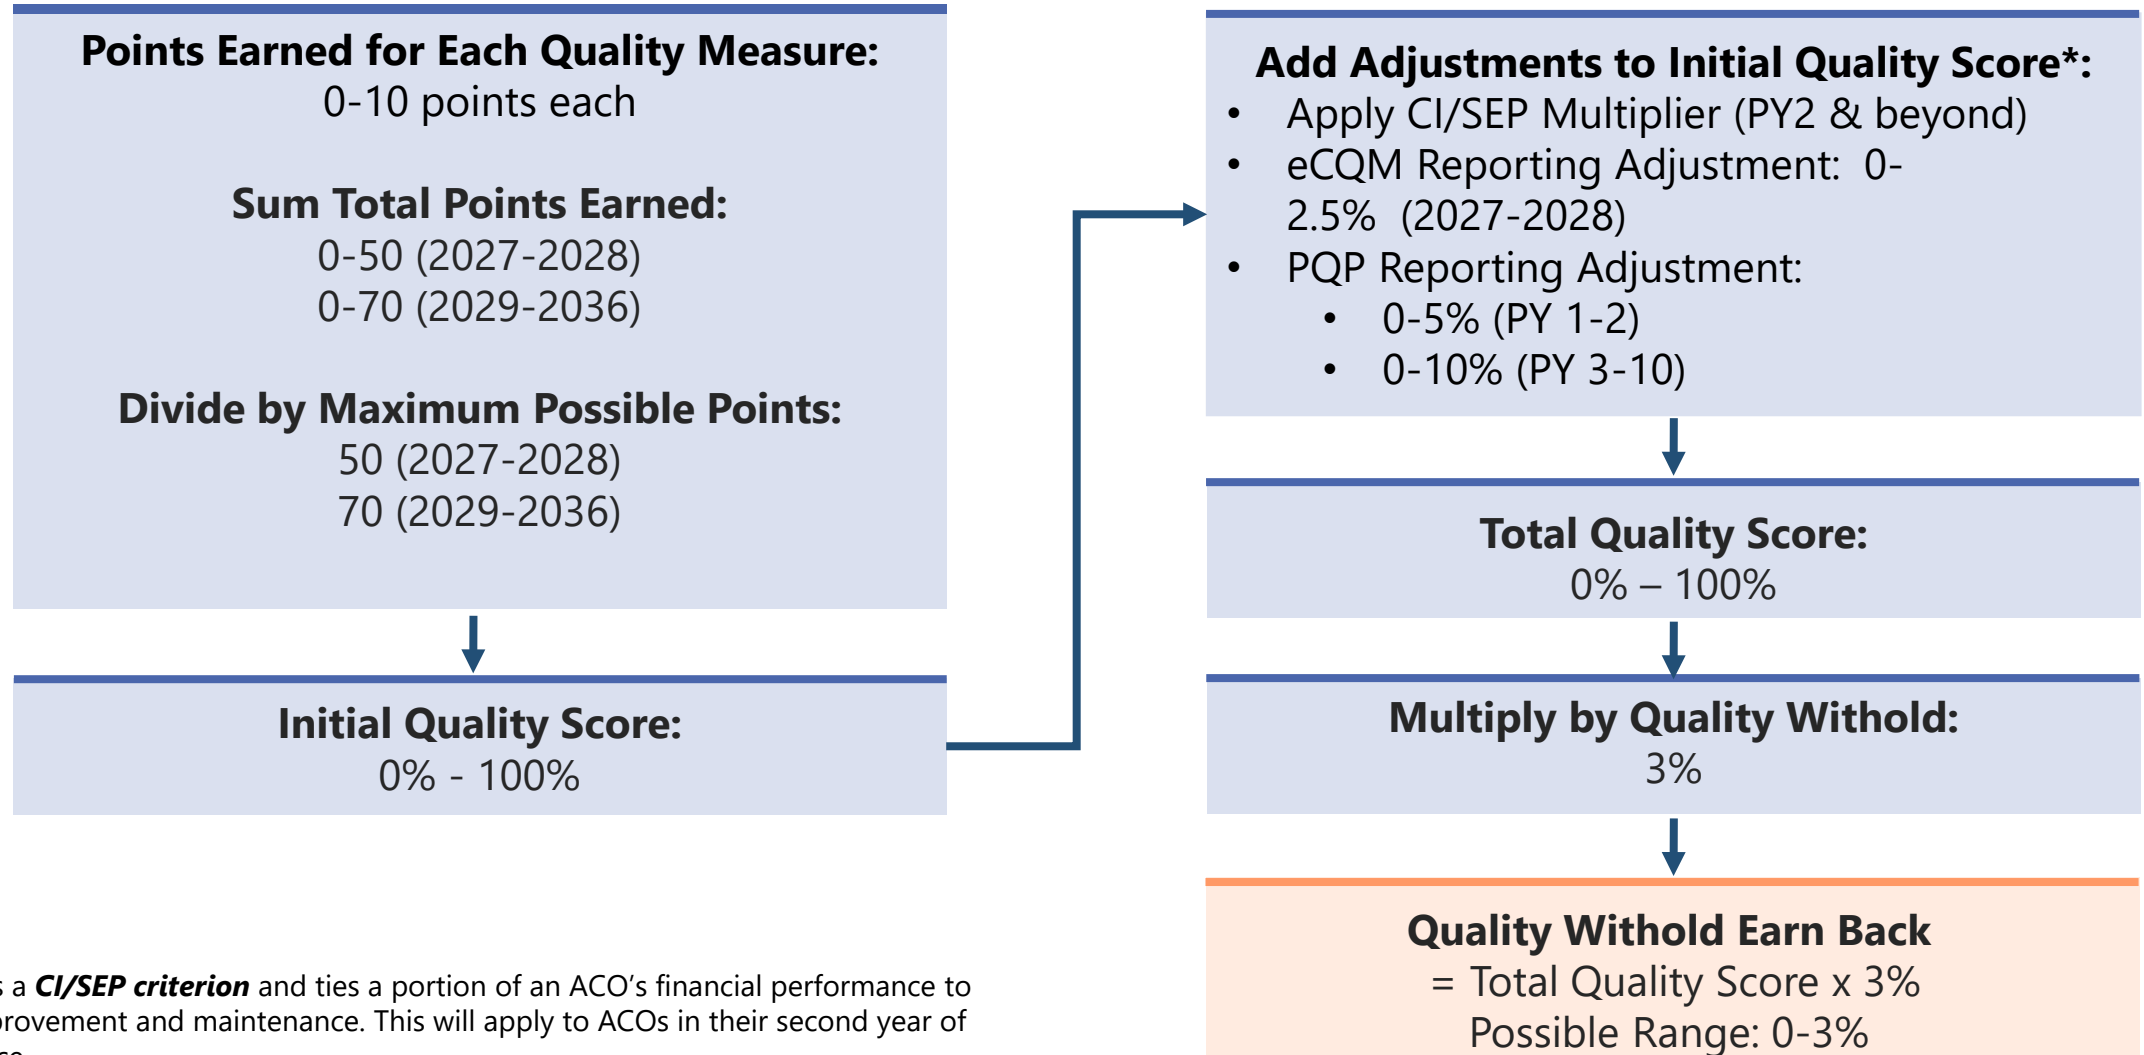 Points Earned for Each Quality Measure:
0-10 points each
Sum Total Points Earned:
0-50 (2027-2028)
0-70 (2029-2036)
Divide by Maximum Possible Points:
50 (2027-2028)
70 (2029-2036)
Initial Quality Score:
0% - 100%
Add Adjustments to Initial Quality Score*:
• Apply CI/SEP Multiplier (PY2 & beyond)
• eCQM Reporting Adjustment: 0-
2.5% (2027-2028)
• PQP Reporting Adjustment:
• 0-5% (PY 1-2)
• 0-10% (PY 3-10)
Total Quality Score:
0% – 100%
Multiply by Quality Withold:
3%
Quality Withold Earn Back
= Total Quality Score x 3%
Possible Range: 0-3%
a CI/SEP criterion and ties a portion of an ACO's financial performance to
and maintenance. This will apply to ACOs in their second year of